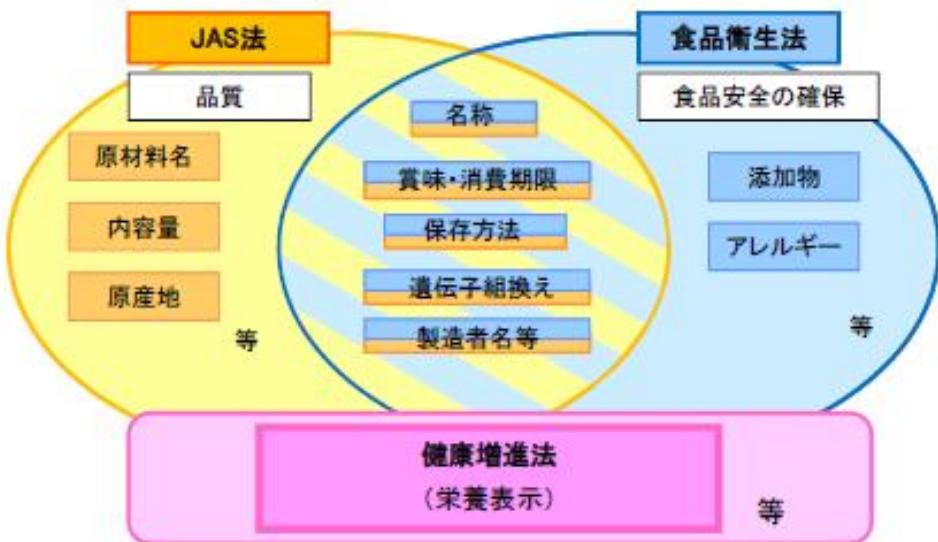 JAS法
品質
原材料名
内容量
原産地
等
名称
賞味・消費期限
保存方法
遺伝子組換え
製造者名等
食品衛生法
食品安全の確保
添加物
アレルギー
等
健康増進法
（栄養表示）
等